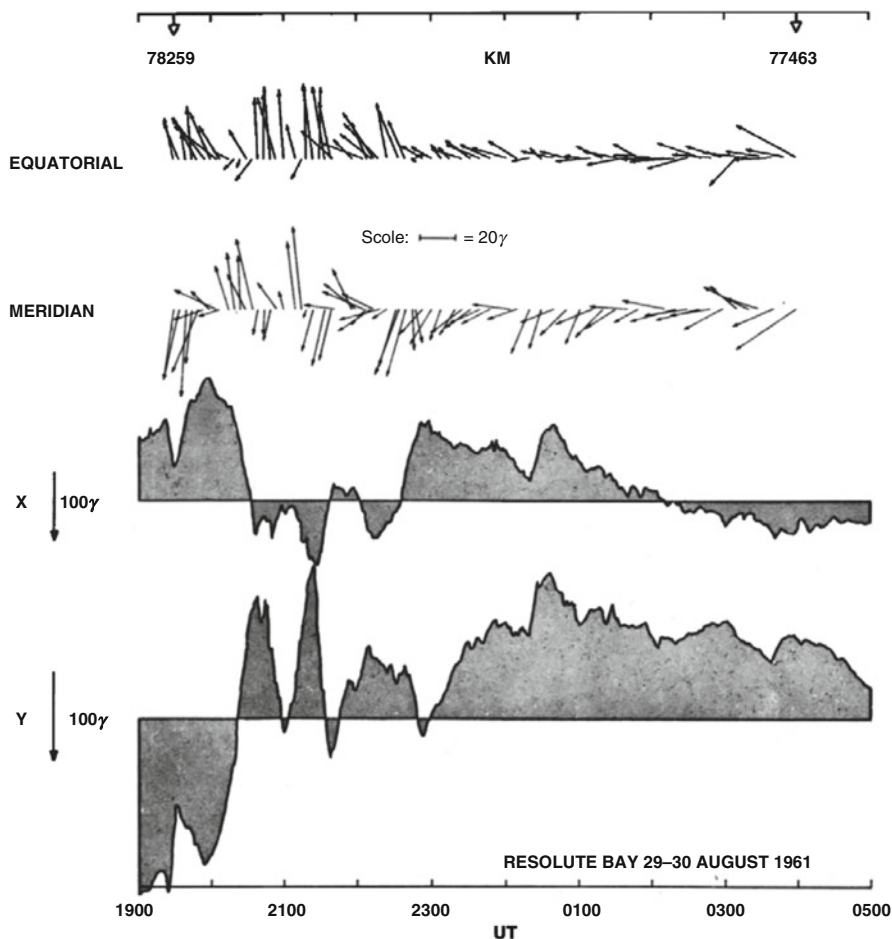 78259 KM 77463
EQUATORIAL
Scole: = 20γ
MERIDIAN
X 100γ
Y 100γ
RESOLUTE BAY 29–30 AUGUST 1961
1900 2100 2300 0100 0300 0500
UT